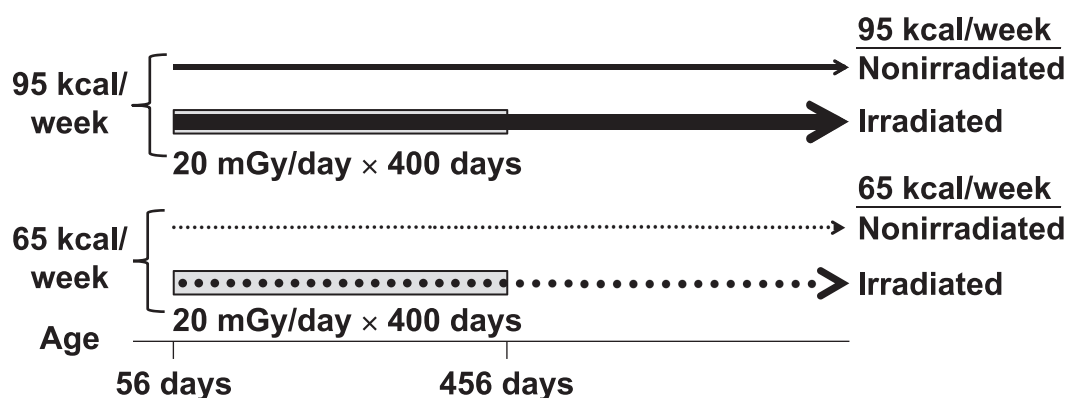 95 kcal/week
Nonirradiated
95 kcal/
week
Irradiated
20 mGy/day × 400 days
65 kcal/week
Nonirradiated
65 kcal/
week
Irradiated
20 mGy/day × 400 days
Age
56 days
456 days